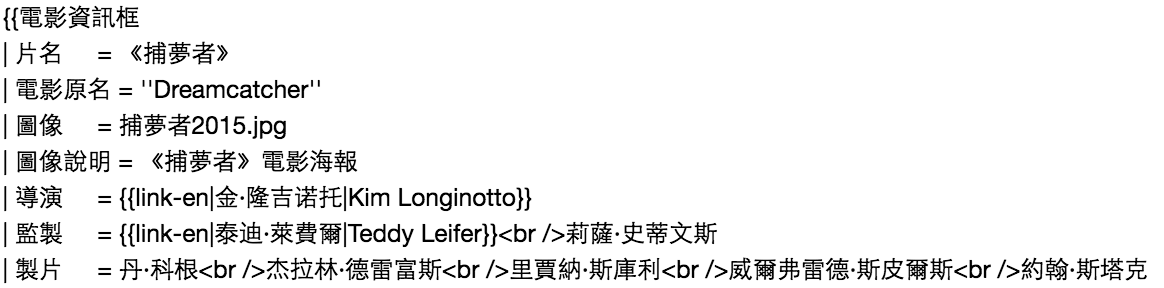 {{電影資訊框
| 片名 = 《捕夢者》
| 電影原名 = ''Dreamcatcher''
| 圖像 = 捕夢者2015.jpg
| 圖像說明 = 《捕夢者》電影海報
| 導演 = {{link-en|金·隆吉诺托|Kim Longinotto}}
| 監製 = {{link-en|泰迪·萊費爾|Teddy Leifer}}<br />莉薩·史蒂文斯
| 製片 = 丹·科根<br />杰拉林·德雷富斯<br />里賈納·斯庫利<br />威爾弗雷德·斯皮爾斯<br />約翰·斯塔克